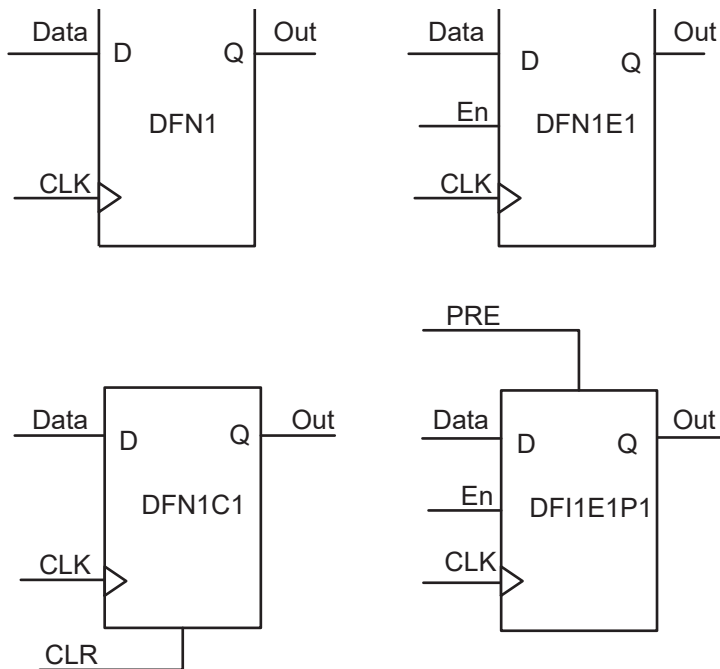 Data
Out
D
Q
DFN1
CLK
Data
Out
D
Q
En
DFN1E1
CLK
Data
Out
D
Q
DFN1C1
CLK
CLR
PRE
Data
Out
D
Q
En
DFI1E1P1
CLK